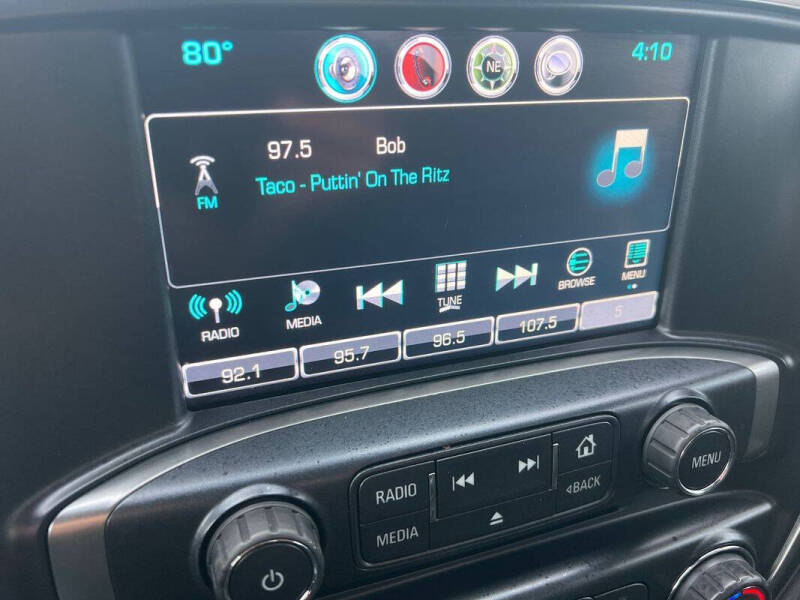 80° NE 4:10
97.5 Bob
Taco - Puttin' On The Ritz
FM
RADIO MEDIA TUNE BROWSE MENU
92.1 95.7 96.5 107.5 5
RADIO
MEDIA
BACK
MENU